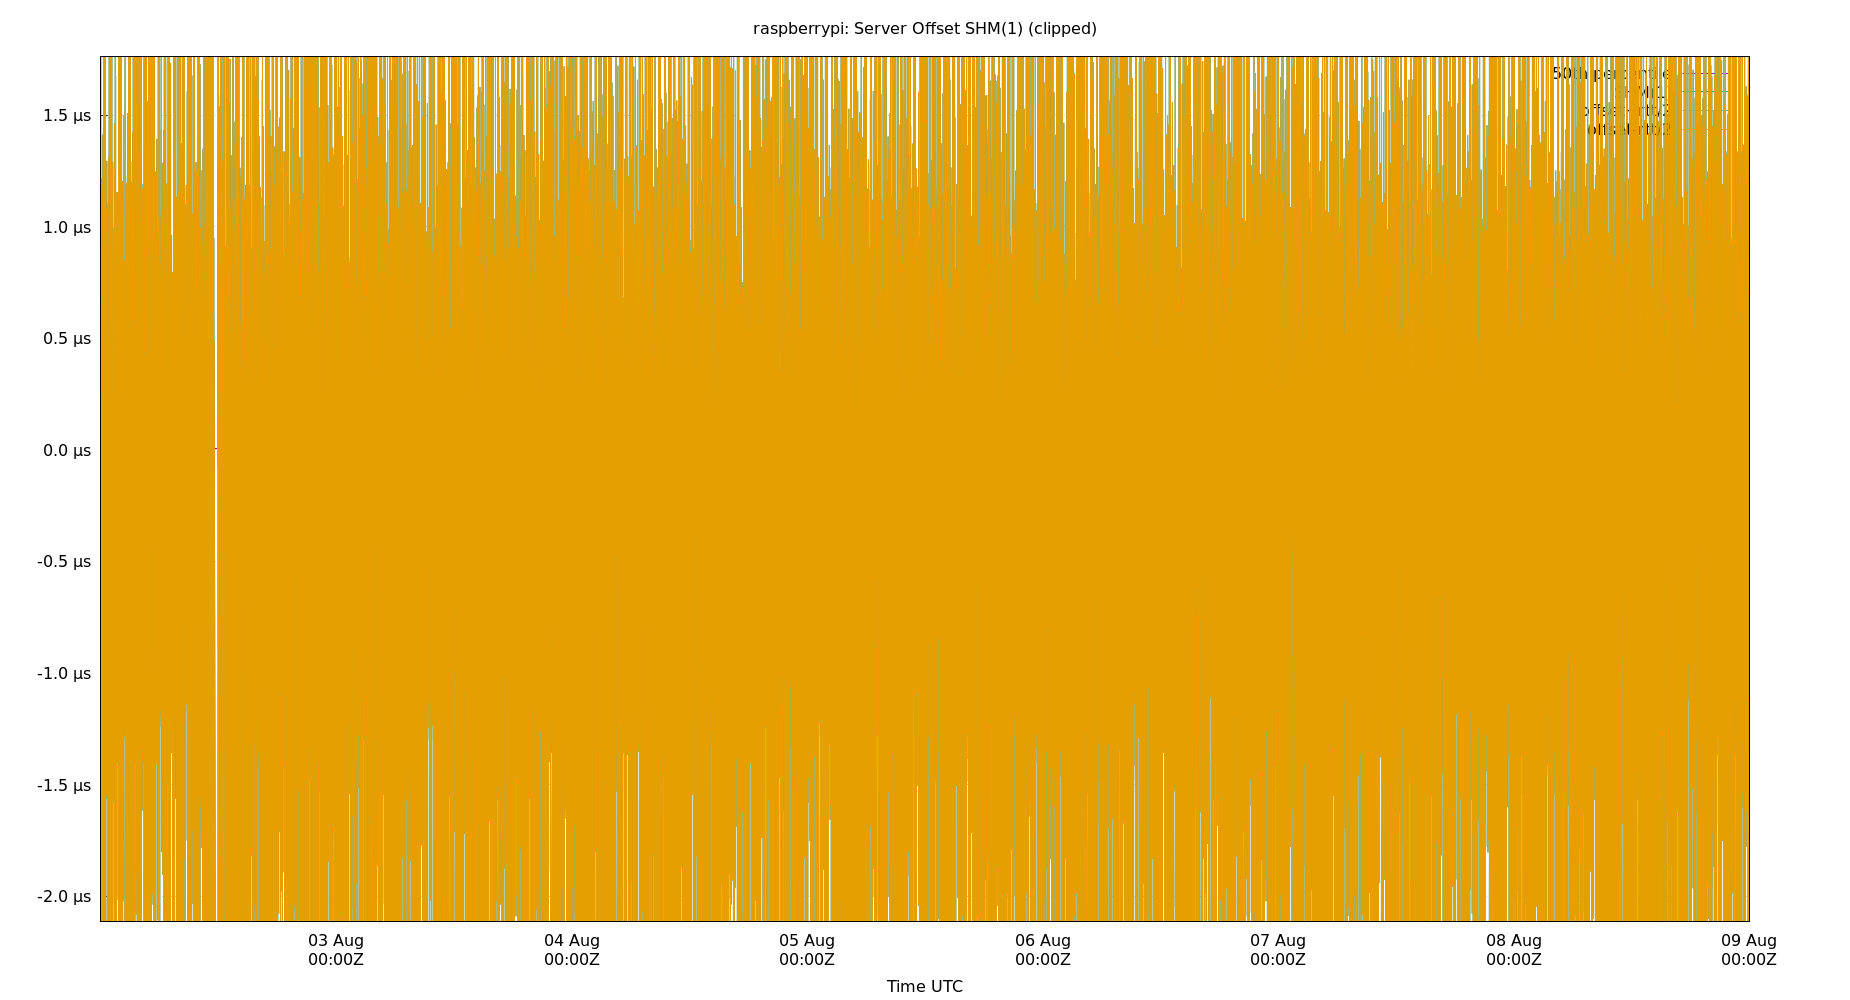 raspberrypi: Server Offset SHM(1) (clipped)
50th percentile
1.5 µs
1.0 µs
0.5 µs
0.0 µs
-0.5 µs
-1.0 µs
-1.5 µs
-2.0 µs
03 Aug 04 Aug 05 Aug 06 Aug 07 Aug 08 Aug 09 Aug
00:00Z 00:00Z 00:00Z 00:00Z 00:00Z 00:00Z 00:00Z
Time UTC